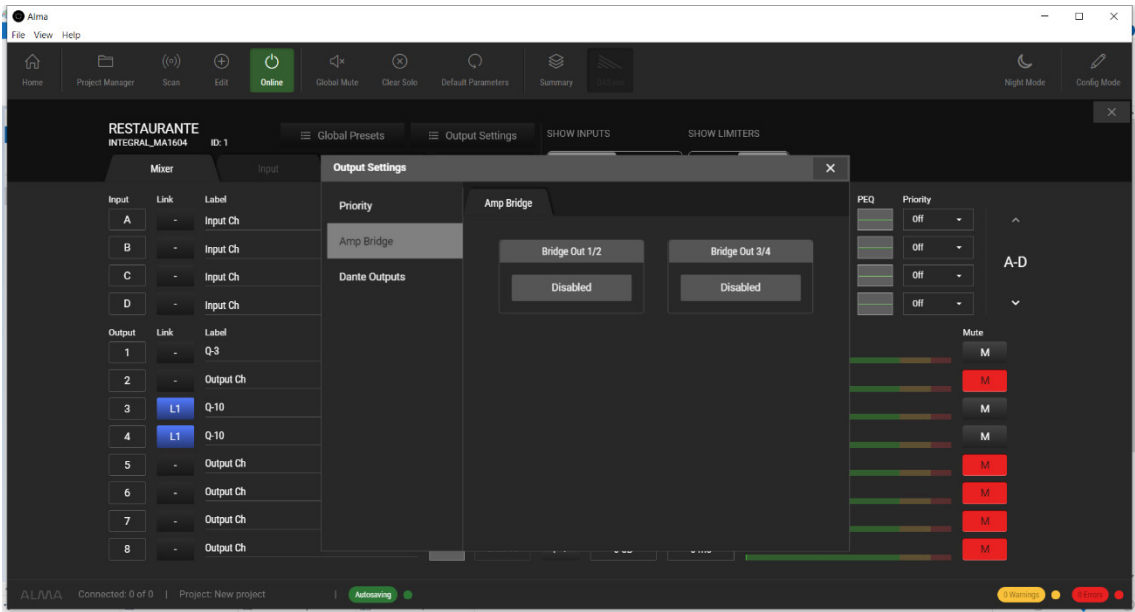 Alma
File View Help
Home Project Manager Scan Edit Online Global Mute Clear Solo Default Parameters Summary Night Mode Config Mode
RESTAURANTE
INTEGRAL_MA1604 ID: 1
Global Presets Output Settings SHOW INPUTS SHOW LIMITERS
Mixer Input
Output Settings
Priority
Amp Bridge
Dante Outputs
Amp Bridge
Bridge Out 1/2 Bridge Out 3/4
Disabled Disabled
Input Link Label PEQ Priority
A - Input Ch Off
B - Input Ch Off
C - Input Ch Off
D - Input Ch Off
A-D
Output Link Label Mute
1 - Q-3 M
2 - Output Ch M
3 L1 Q-10 M
4 L1 Q-10 M
5 - Output Ch M
6 - Output Ch M
7 - Output Ch M
8 - Output Ch M
ALMA Connected: 0 of 0 | Project: New project | Autosaving 0 Warnings 0 Errors